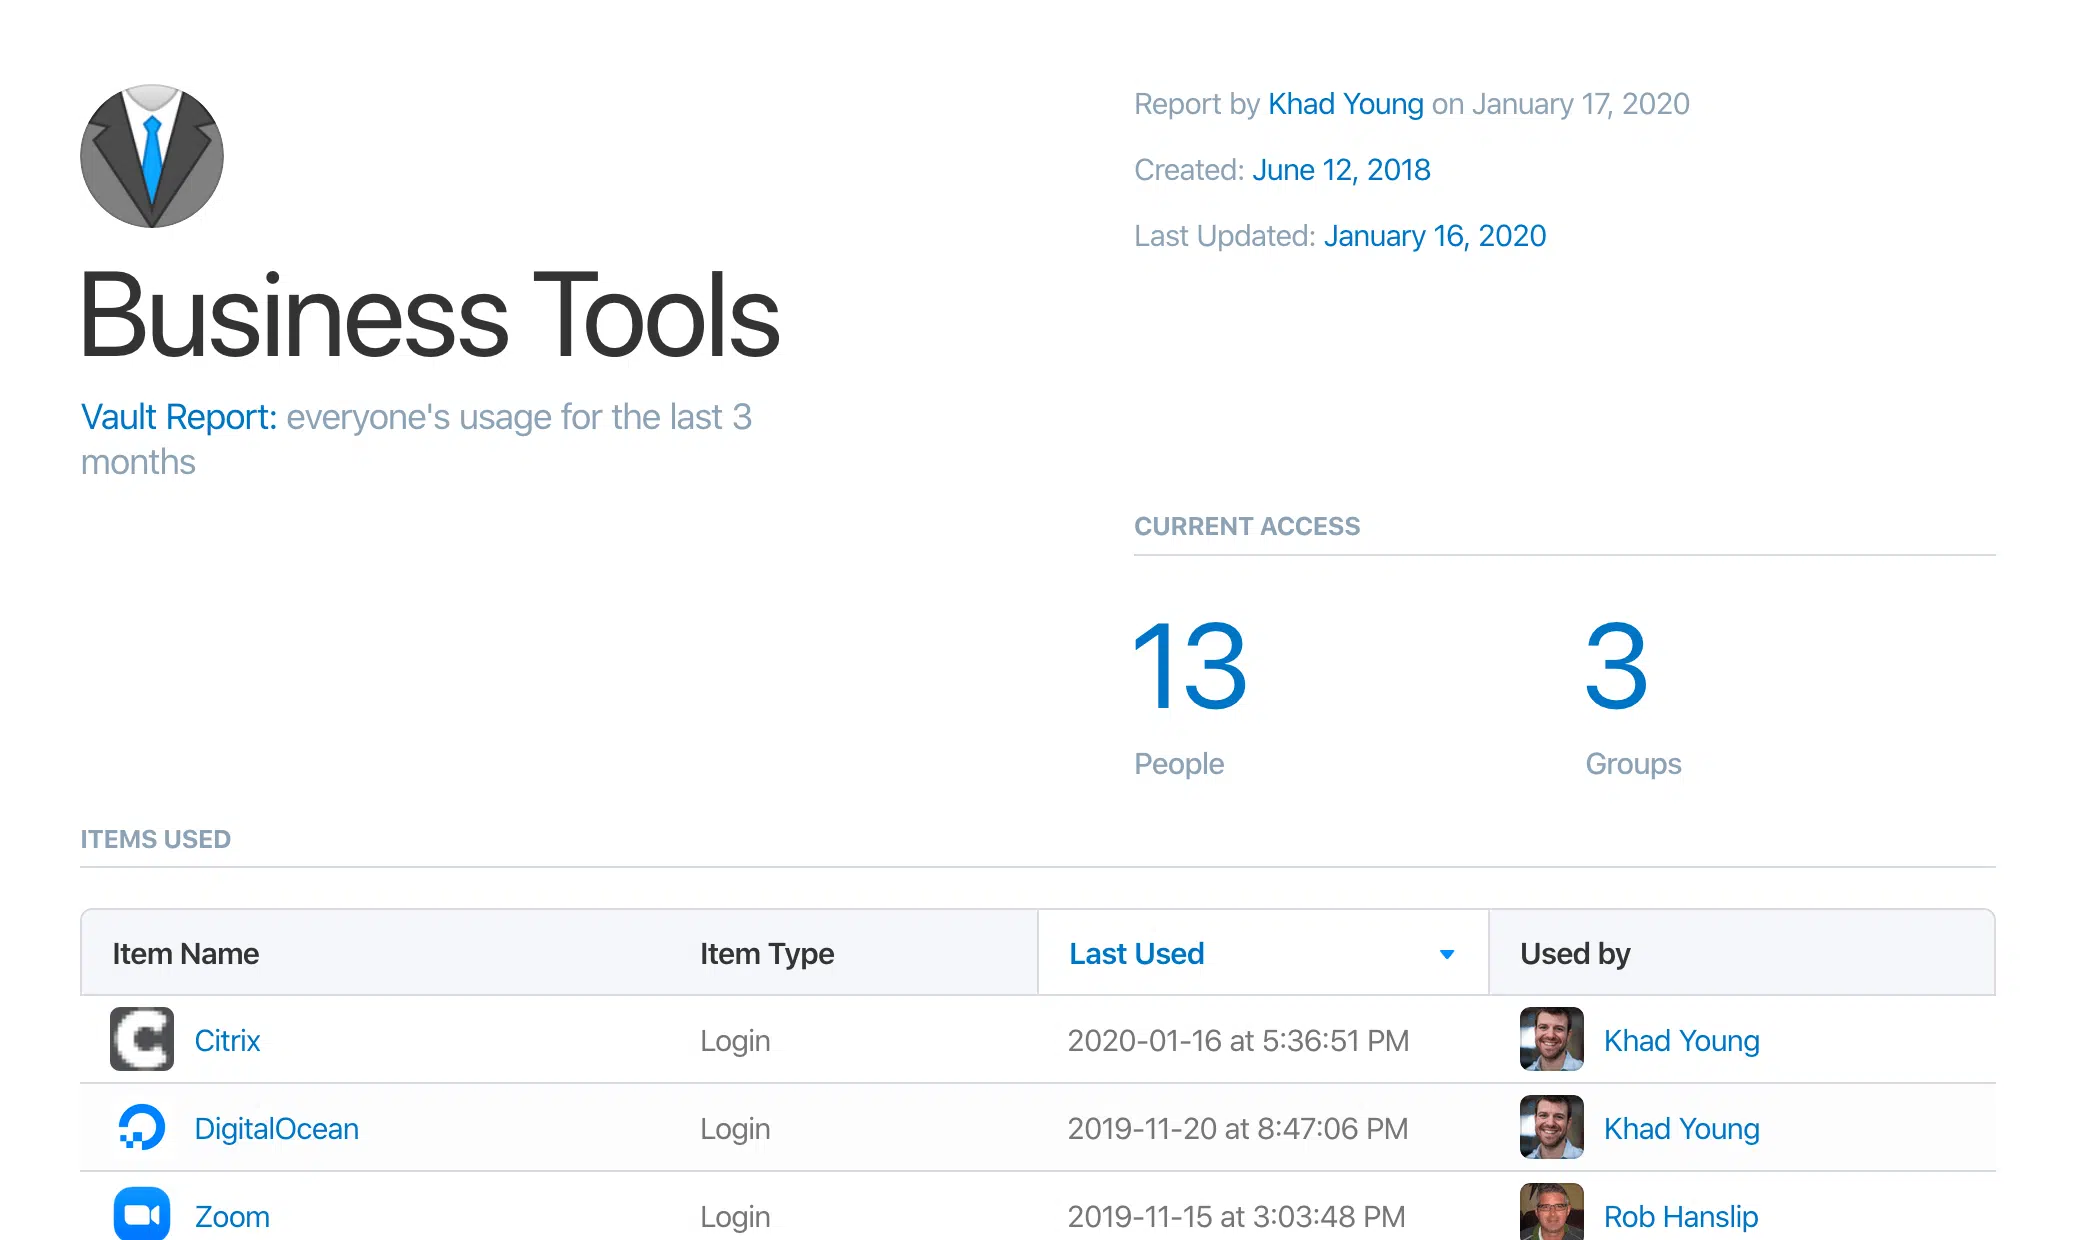 Report by Khad Young on January 17, 2020
Created: June 12, 2018
Last Updated: January 16, 2020
Business Tools
Vault Report: everyone's usage for the last 3
months
CURRENT ACCESS
13 3
People Groups
ITEMS USED
Item Name Item Type Last Used Used by
C Citrix Login 2020-01-16 at 5:36:51 PM Khad Young
DigitalOcean Login 2019-11-20 at 8:47:06 PM Khad Young
Zoom Login 2019-11-15 at 3:03:48 PM Rob Hanslip